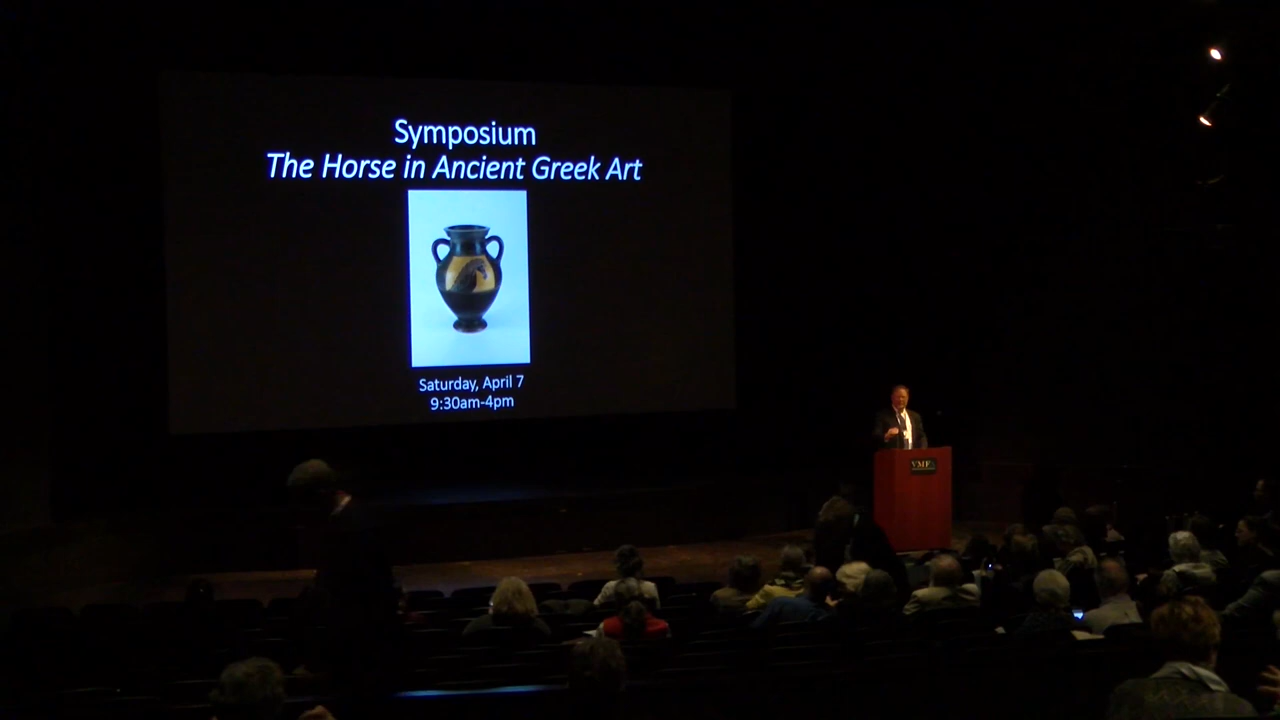 Symposium
The Horse in Ancient Greek Art
Saturday, April 7
9:30am-4pm
VMFA